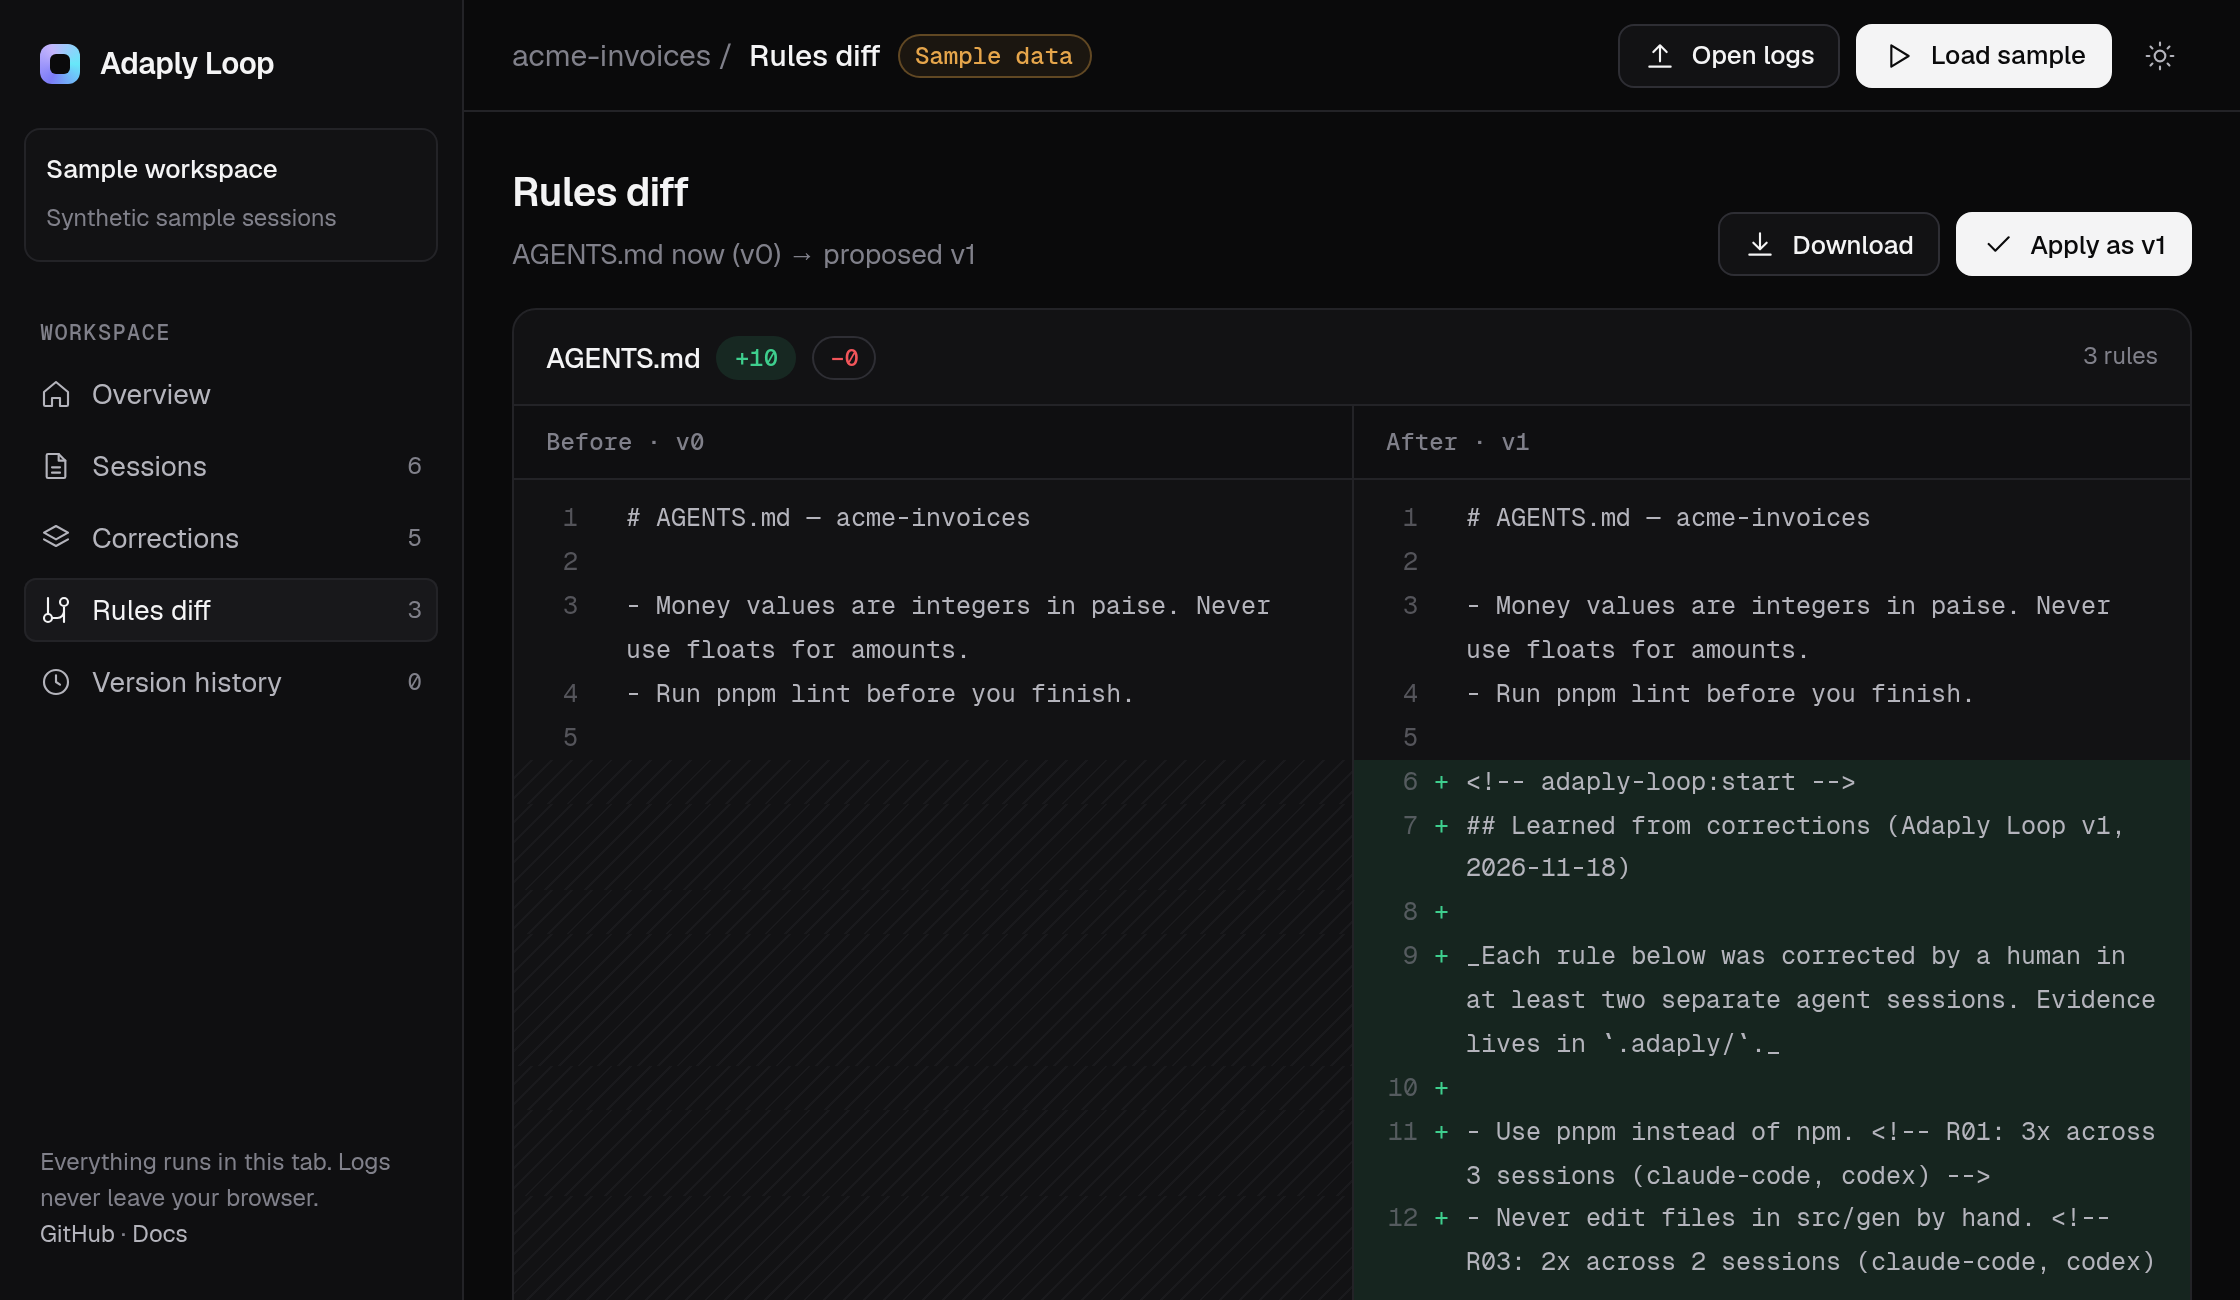 Adaply Loop
Sample workspace
Synthetic sample sessions
WORKSPACE
Overview
Sessions 6
Corrections 5
Rules diff 3
Version history 0
Everything runs in this tab. Logs
never leave your browser.
GitHub · Docs
acme-invoices / Rules diff Sample data
Open logs
Load sample
Rules diff
AGENTS.md now (v0) → proposed v1
Download
Apply as v1
AGENTS.md +10 −0
3 rules
Before · v0
1 # AGENTS.md — acme-invoices
2
3 - Money values are integers in paise. Never
use floats for amounts.
4 - Run pnpm lint before you finish.
5
After · v1
1 # AGENTS.md — acme-invoices
2
3 - Money values are integers in paise. Never
use floats for amounts.
4 - Run pnpm lint before you finish.
5
6 + <!-- adaply-loop:start -->
7 + ## Learned from corrections (Adaply Loop v1,
2026-11-18)
8 +
9 + _Each rule below was corrected by a human in
at least two separate agent sessions. Evidence
lives in `.adaply/`._
10 +
11 + - Use pnpm instead of npm. <!-- R01: 3x across
3 sessions (claude-code, codex) -->
12 + - Never edit files in src/gen by hand. <!--
R03: 2x across 2 sessions (claude-code, codex)